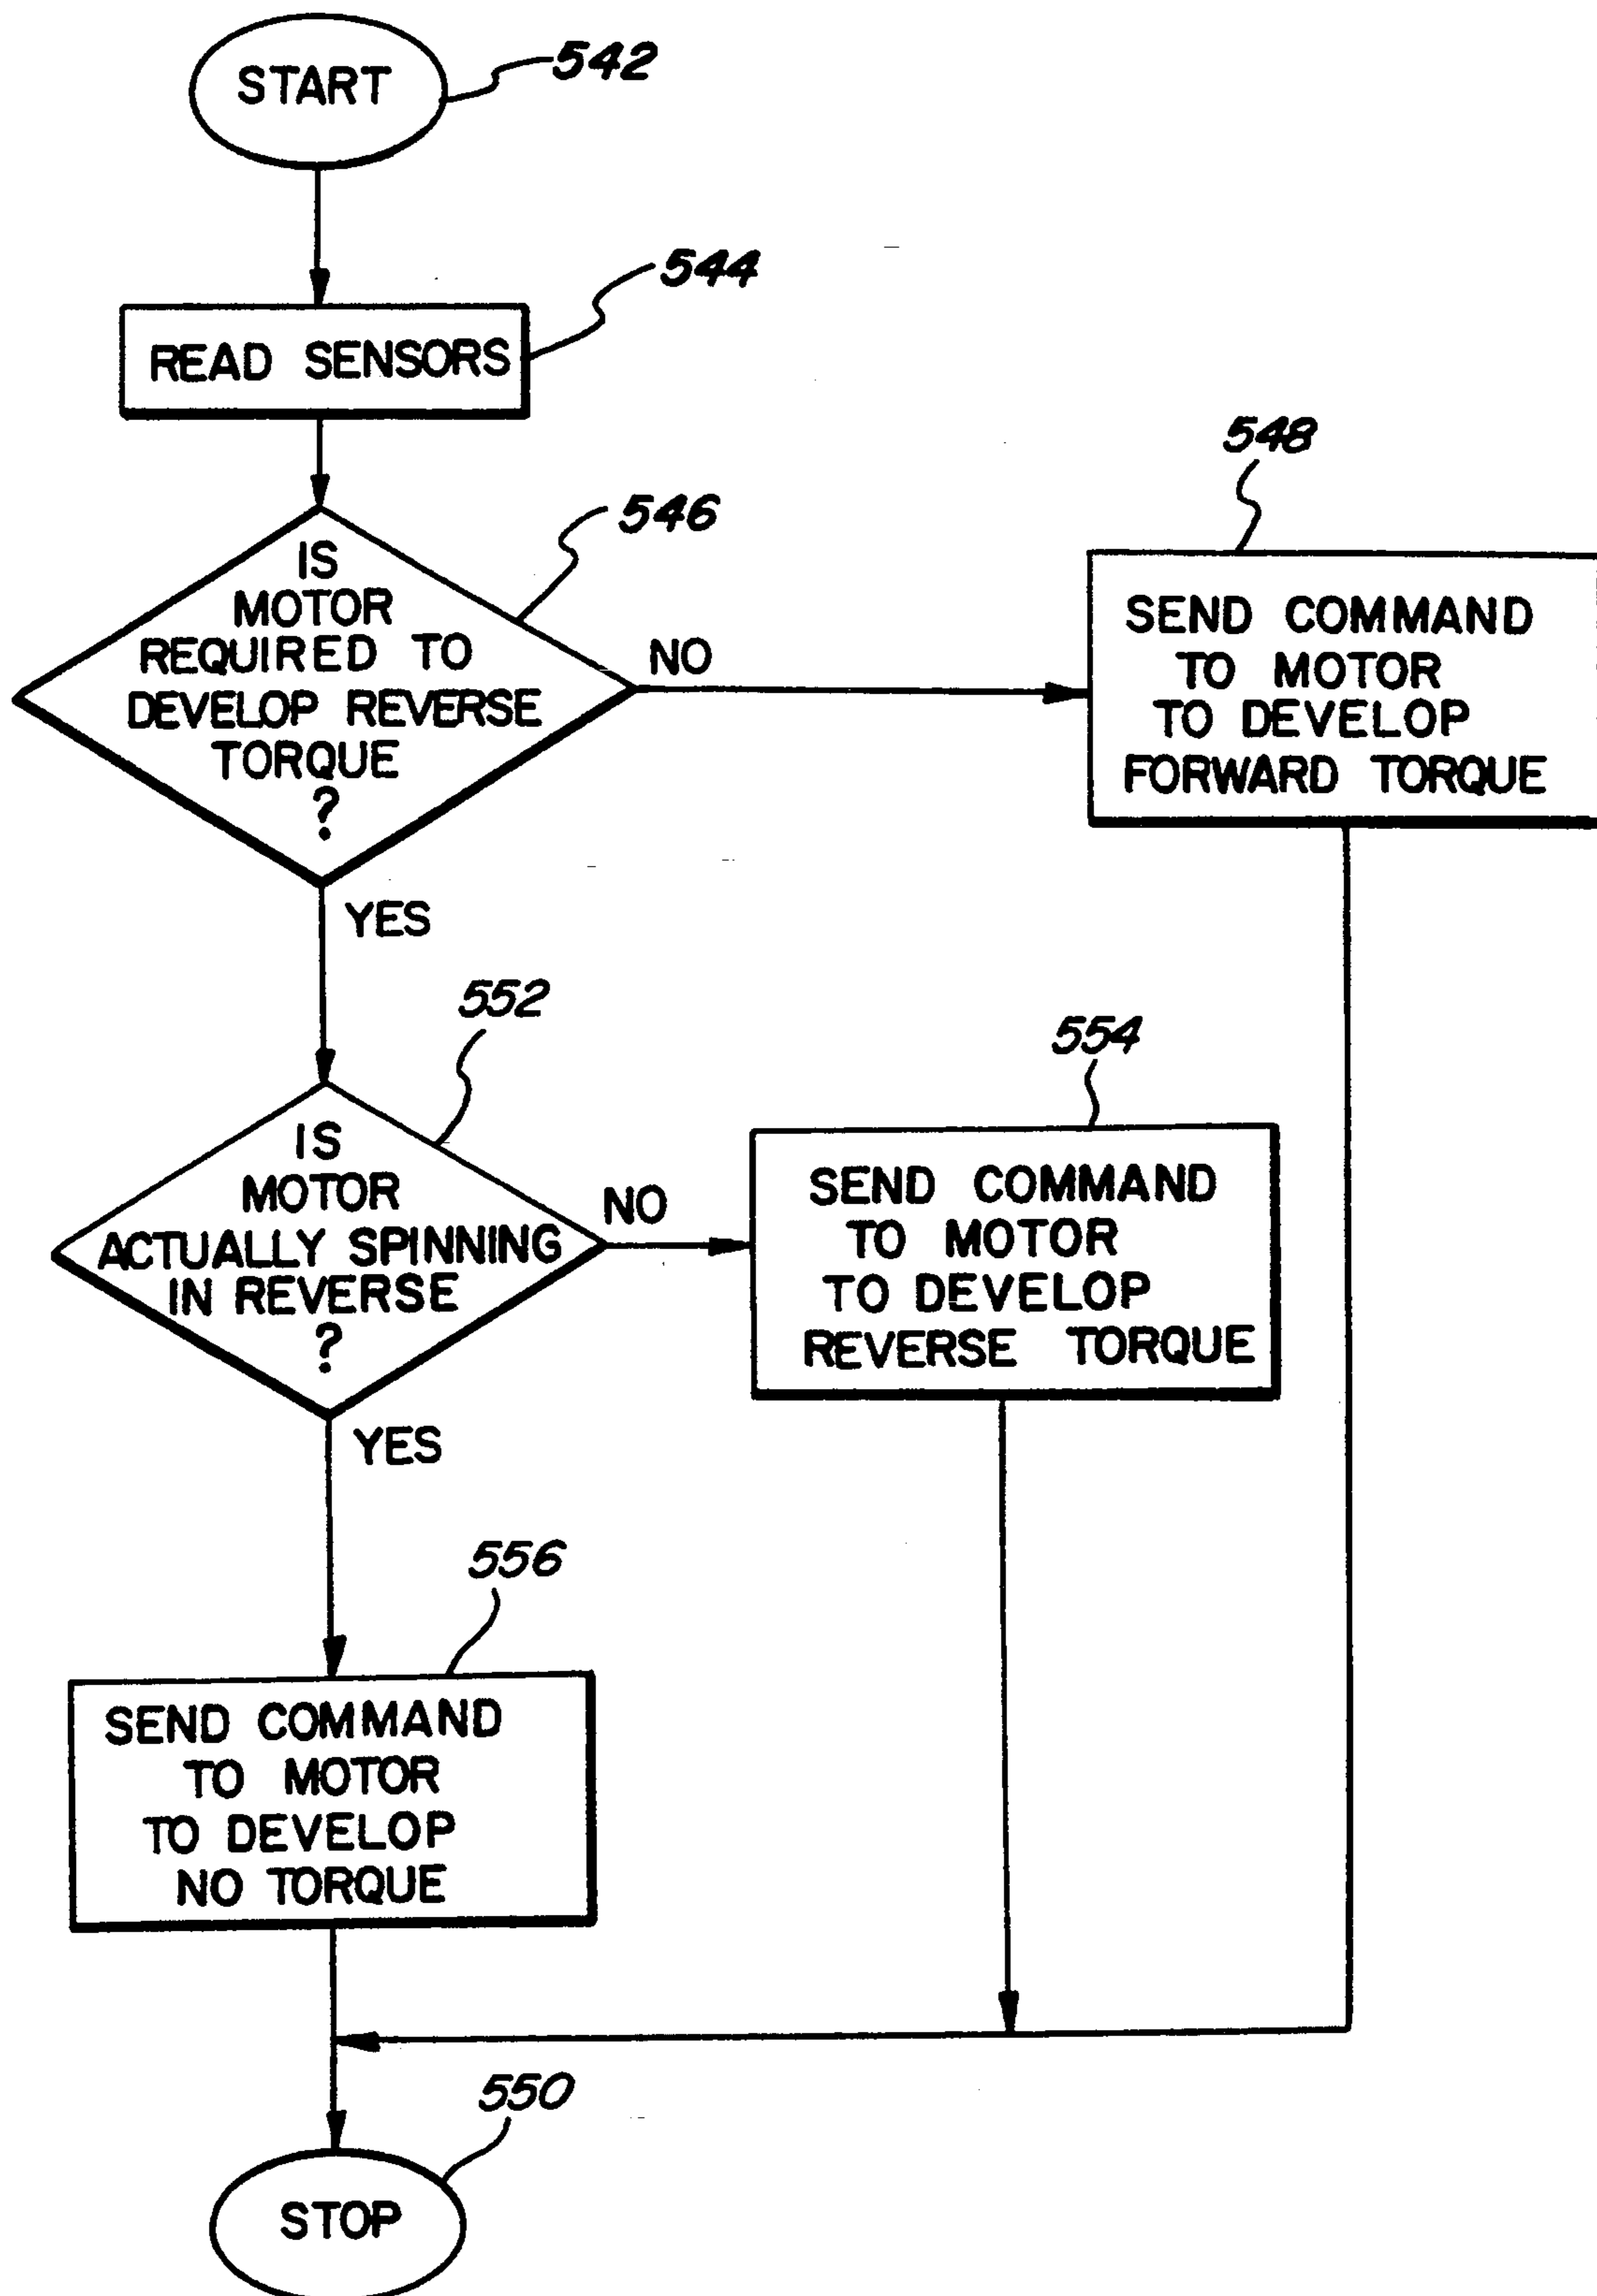 START
542
READ SENSORS
544
IS
MOTOR
REQUIRED TO
DEVELOP REVERSE
TORQUE
?
546
NO
548
SEND COMMAND
TO MOTOR
TO DEVELOP
FORWARD TORQUE
YES
552
IS
MOTOR
ACTUALLY SPINNING
IN REVERSE
?
NO
554
SEND COMMAND
TO MOTOR
TO DEVELOP
REVERSE TORQUE
YES
556
SEND COMMAND
TO MOTOR
TO DEVELOP
NO TORQUE
550
STOP